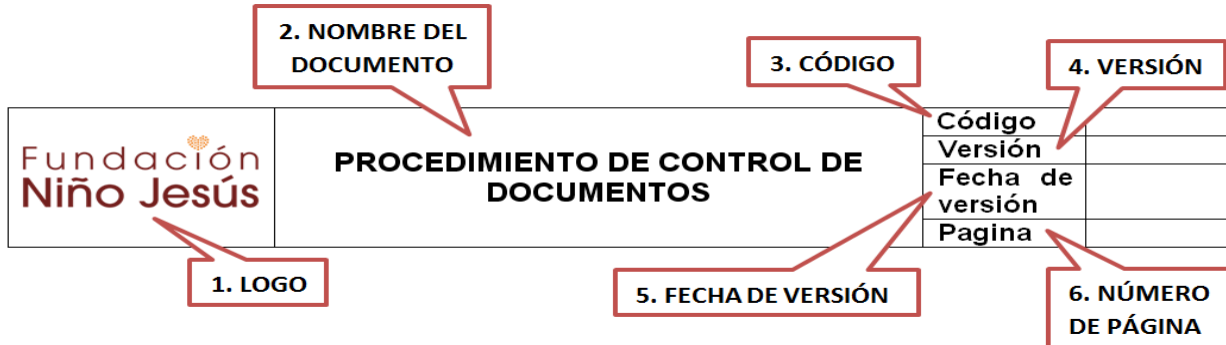 2. NOMBRE DEL
DOCUMENTO
3. CÓDIGO
4. VERSIÓN
Fundación
Niño Jesús
PROCEDIMIENTO DE CONTROL DE
DOCUMENTOS
Código
Versión
Fecha de
versión
Pagina
1. LOGO
5. FECHA DE VERSIÓN
6. NÚMERO
DE PÁGINA